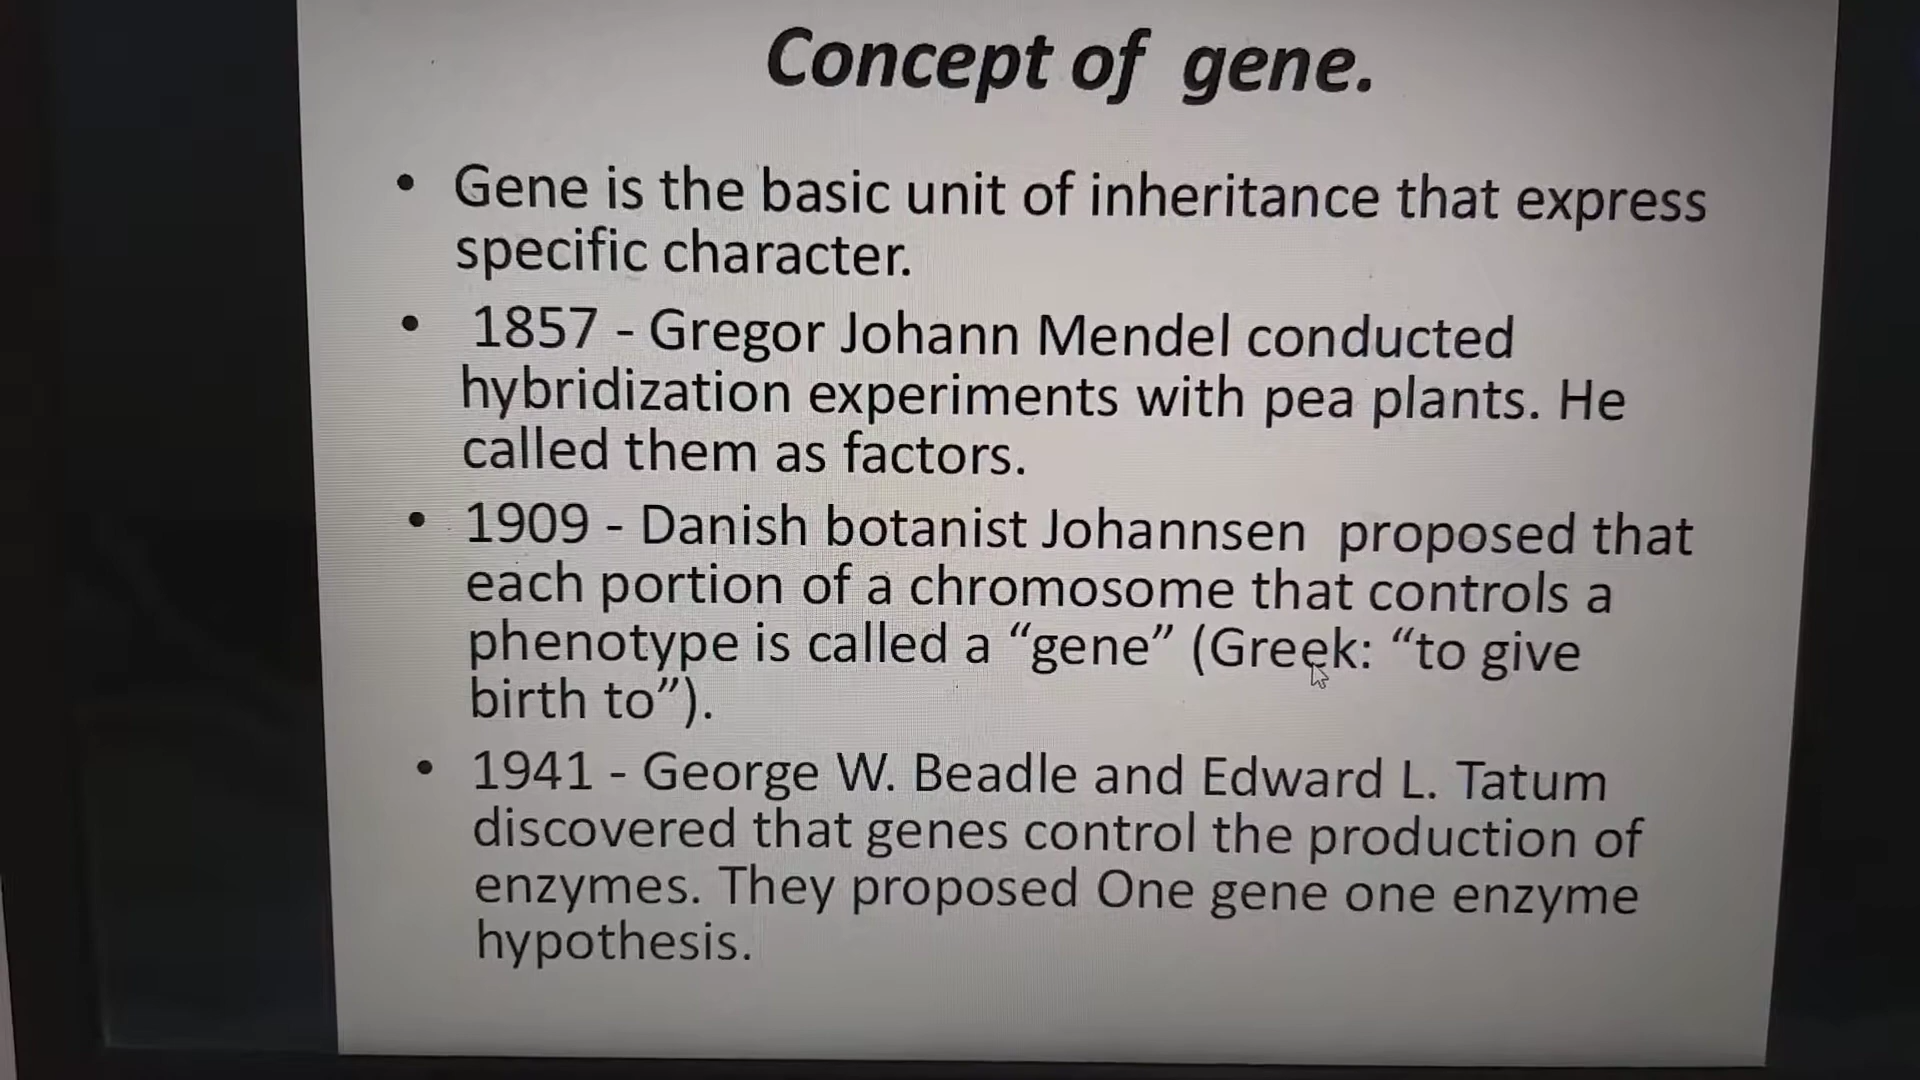 Concept of gene.
• Gene is the basic unit of inheritance that express
specific character.
• 1857 - Gregor Johann Mendel conducted
hybridization experiments with pea plants. He
called them as factors.
• 1909 - Danish botanist Johannsen proposed that
each portion of a chromosome that controls a
phenotype is called a “gene” (Greek: “to give
birth to”).
• 1941 - George W. Beadle and Edward L. Tatum
discovered that genes control the production of
enzymes. They proposed One gene one enzyme
hypothesis.